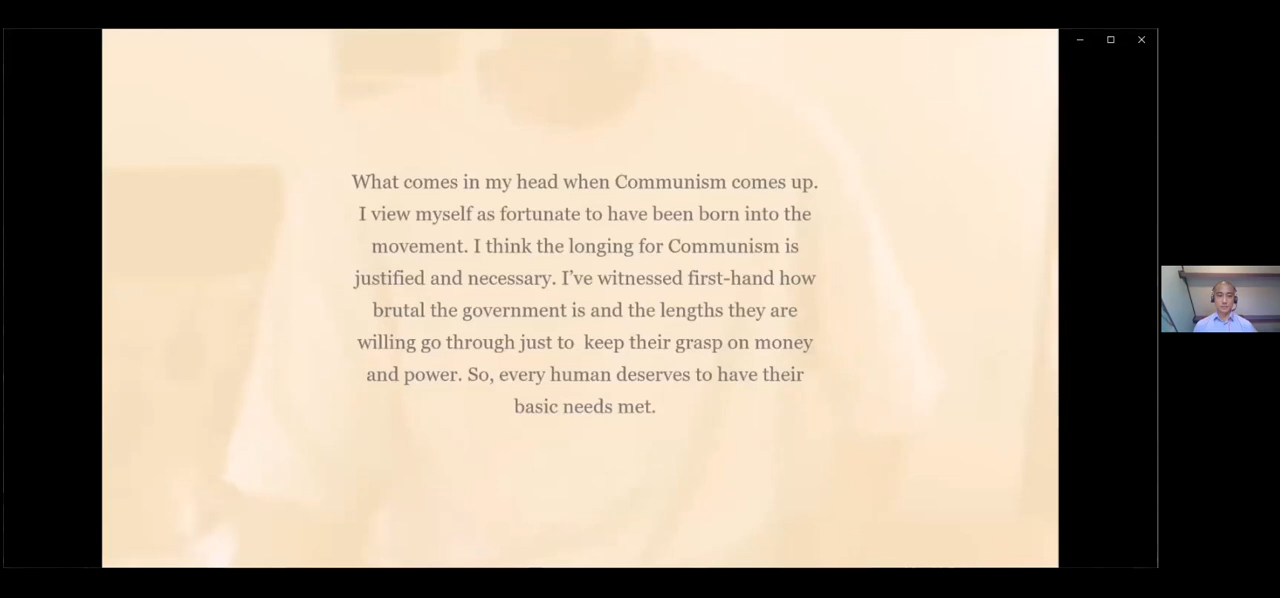 What comes in my head when Communism comes up.
I view myself as fortunate to have been born into the
movement. I think the longing for Communism is
justified and necessary. I’ve witnessed first-hand how
brutal the government is and the lengths they are
willing go through just to  keep their grasp on money
and power. So, every human deserves to have their
basic needs met.